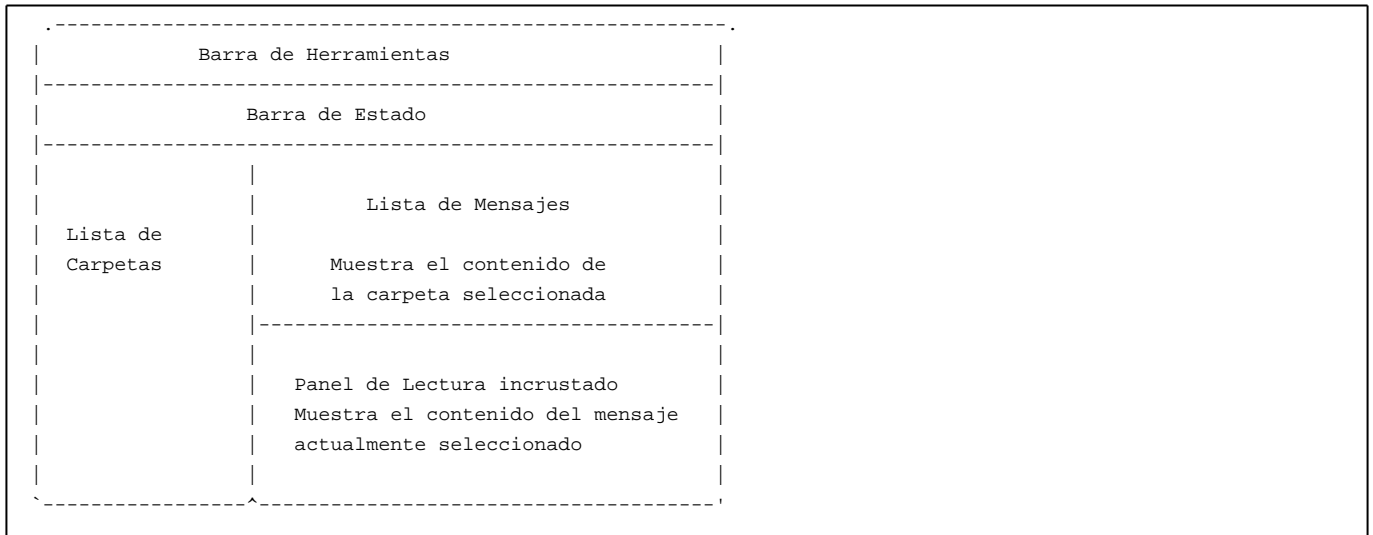 Barra de Herramientas
Barra de Estado
Lista de Mensajes
Lista de
Carpetas
Muestra el contenido de
la carpeta seleccionada
Panel de Lectura incrustado
Muestra el contenido del mensaje
actualmente seleccionado